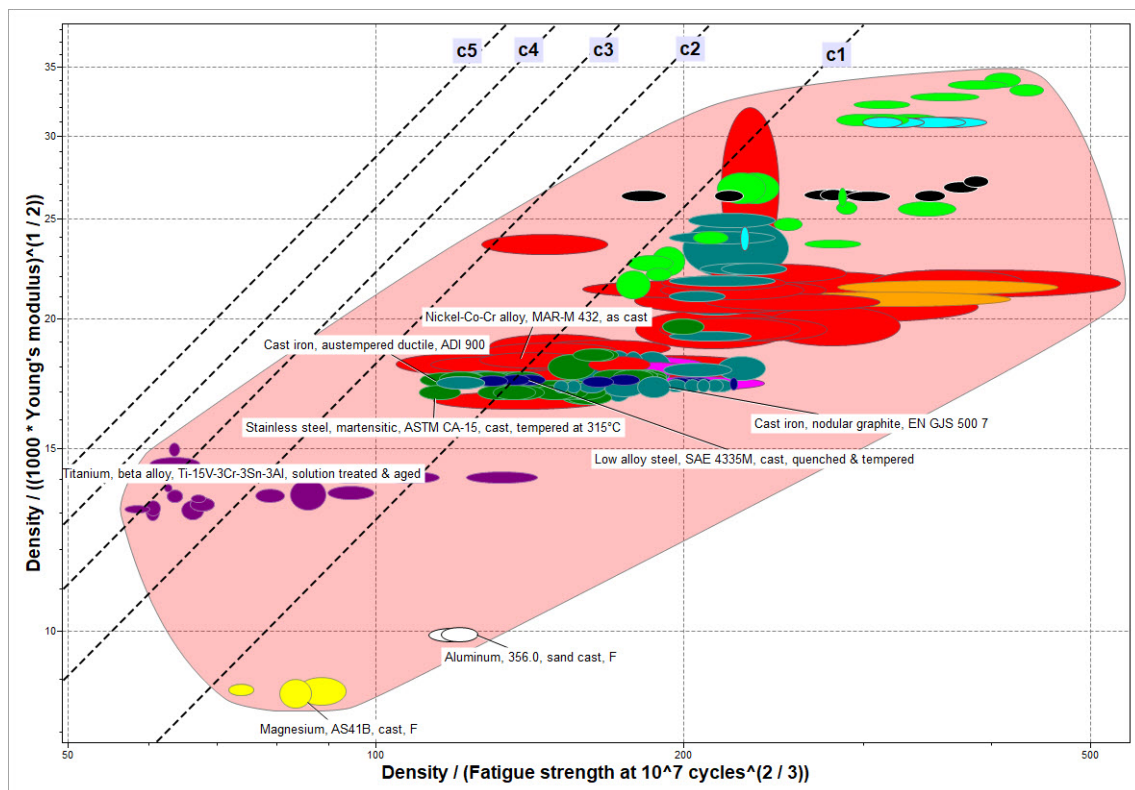 c5
c4
c3
c2
c1
35
30
25
20
15
10
Density / ((1000 * Young's modulus)^(1 / 2))
Nickel-Co-Cr alloy, MAR-M 432, as cast
Cast iron, austempered ductile, ADI 900
Stainless steel, martensitic, ASTM CA-15, cast, tempered at 315°C
Cast iron, nodular graphite, EN GJS 500 7
Low alloy steel, SAE 4335M, cast, quenched & tempered
Titanium, beta alloy, Ti-15V-3Cr-3Sn-3Al, solution treated & aged
Aluminum, 356.0, sand cast, F
Magnesium, AS41B, cast, F
50
100
200
500
Density / (Fatigue strength at 10^7 cycles^(2 / 3))